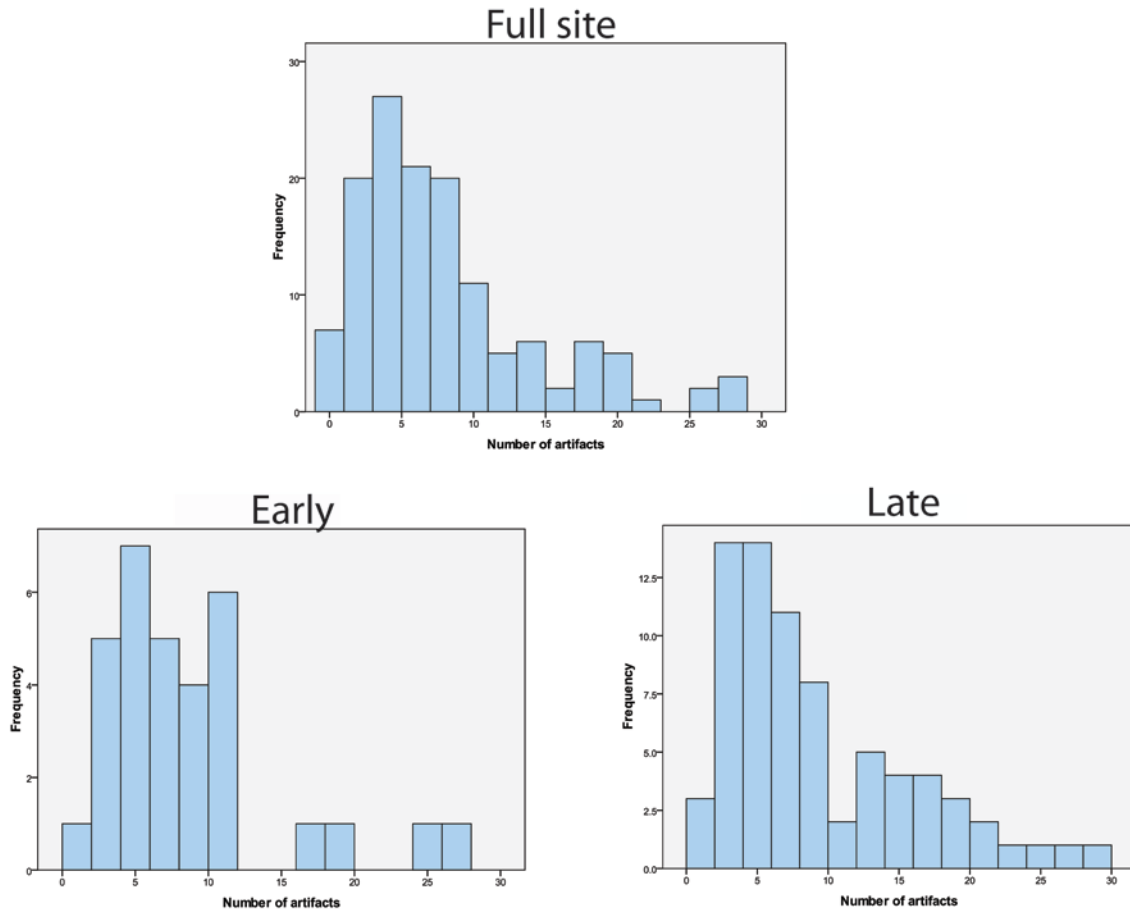 Full site
30
20
10
0
Frequency
0 5 10 15 20 25 30
Number of artifacts
Early
6
4
2
0
Frequency
0 5 10 15 20 25 30
Number of artifacts
Late
12.5
10.0
7.5
5.0
2.5
0.0
Frequency
0 5 10 15 20 25 30
Number of artifacts